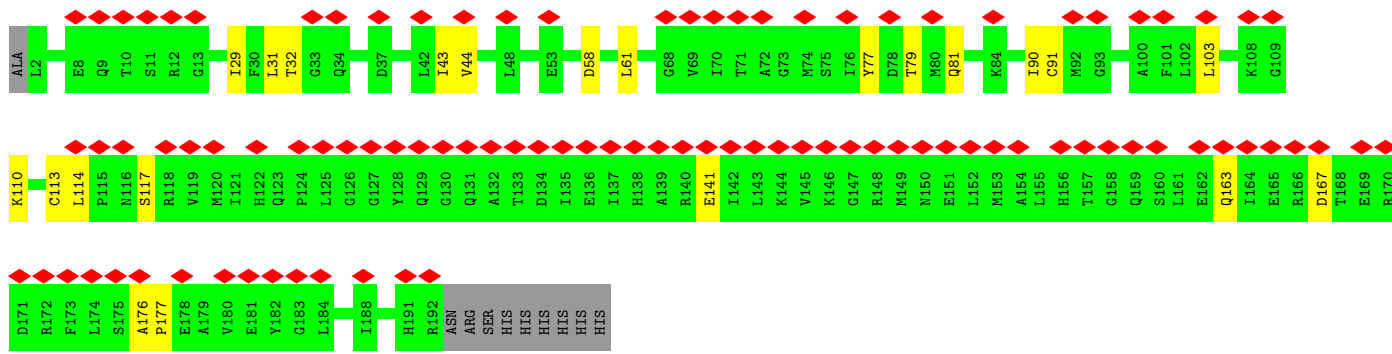 ALA L2 E8 Q9 T10 S11 R12 G13 I29 F30 L31 T32 G33 Q34 D37 L42 I43 V44 L48 E53 D58 L61 G68 V69 I70 T71 A72 G73 M74 S75 I76 Y77 D78 T79 M80 Q81 K84 I90 C91 M92 G93 A100 F101 L102 L103 K108 G109
K110 C113 L114 P115 N116 S117 R118 V119 M120 I121 H122 Q123 P124 L125 G126 G127 Y128 Q129 G130 Q131 A132 T133 D134 I135 E136 I137 H138 A139 R140 E141 I142 L143 K144 V145 K146 G147 R148 M149 N150 E151 L152 M153 A154 L155 H156 T157 G158 Q159 S160 L161 E162 Q163 I164 E165 R166 D167 T168 E169 R170
D171 R172 F173 L174 S175 A176 P177 E178 A179 V180 E181 Y182 G183 L184 I188 H191 R192 ASN ARG SER HIS HIS HIS HIS HIS HIS